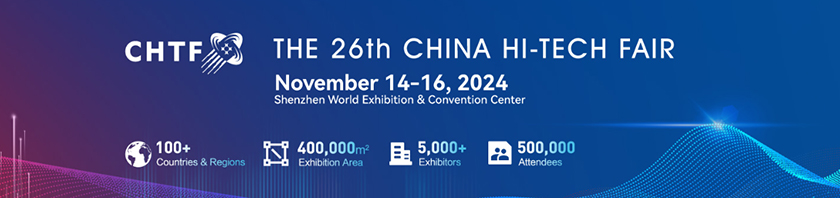 CHTF
THE 26th CHINA HI-TECH FAIR
November 14-16, 2024
Shenzhen World Exhibition & Convention Center
100+
Countries & Regions
400,000m²
Exhibition Area
5,000+
Exhibitors
500,000
Attendees